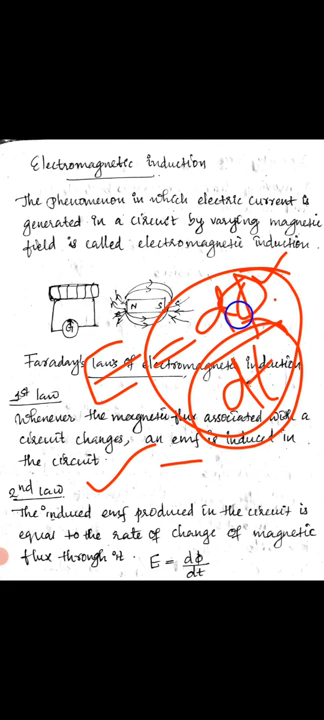 Electromagnetic induction
The phenomenon in which electric current is
generated in a circuit by varying magnetic
field is called electromagnetic induction.
G
N S
E = dϕ
dt
Faraday's laws of electromagnetic induction
1st law
Whenever the magnetic flux associated with a
circuit changes, an emf is induced in
the circuit.
2nd law
The induced emf produced in the circuit is
equal to the rate of change of magnetic
flux through it.
E = dϕ
dt